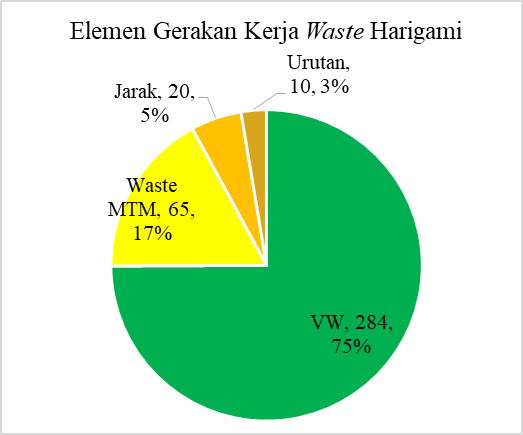 Elemen Gerakan Kerja Waste Harigami
Urutan,
10, 3%
Jarak, 20,
5%
Waste
MTM, 65,
17%
VW, 284,
75%